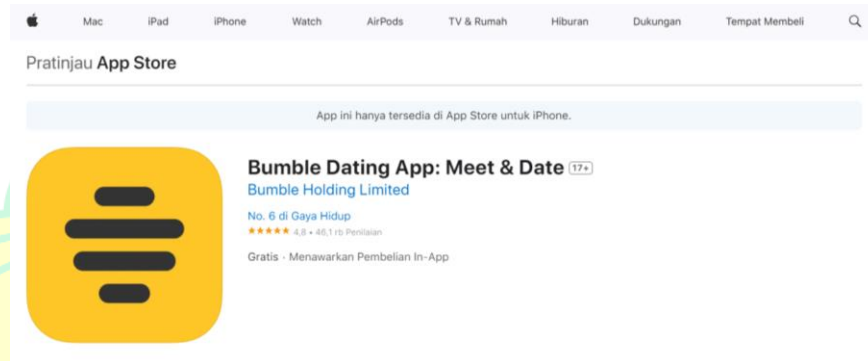 Mac iPad iPhone Watch AirPods TV & Rumah Hiburan Dukungan Tempat Membeli
Pratinjau App Store
App ini hanya tersedia di App Store untuk iPhone.
Bumble Dating App: Meet & Date 17+
Bumble Holding Limited
No. 6 di Gaya Hidup
★★★★★ 4,8 • 46,1 rb Penilaian
Gratis · Menawarkan Pembelian In-App